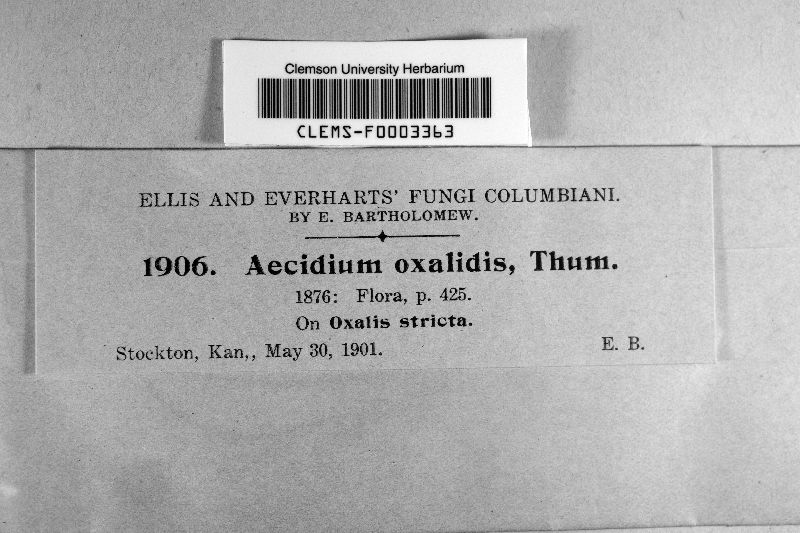 Clemson University Herbarium
CLEMS-F0003363
ELLIS AND EVERHARTS' FUNGI COLUMBIANI.
BY E. BARTHOLOMEW.
1906. Aecidium oxalidis, Thum.
1876: Flora, p. 425.
On Oxalis stricta.
Stockton, Kan,, May 30, 1901. E. B.